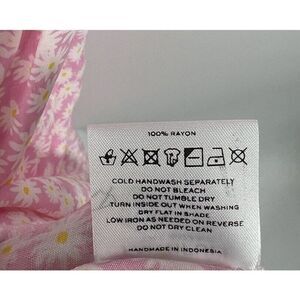 100% RAYON
COLD HANDWASH SEPARATELY
DO NOT BLEACH
DO NOT TUMBLE DRY
TURN INSIDE OUT WHEN WASHING
DRY FLAT IN SHADE
LOW IRON AS NEEDED ON REVERSE
DO NOT DRY CLEAN
HANDMADE IN INDONESIA